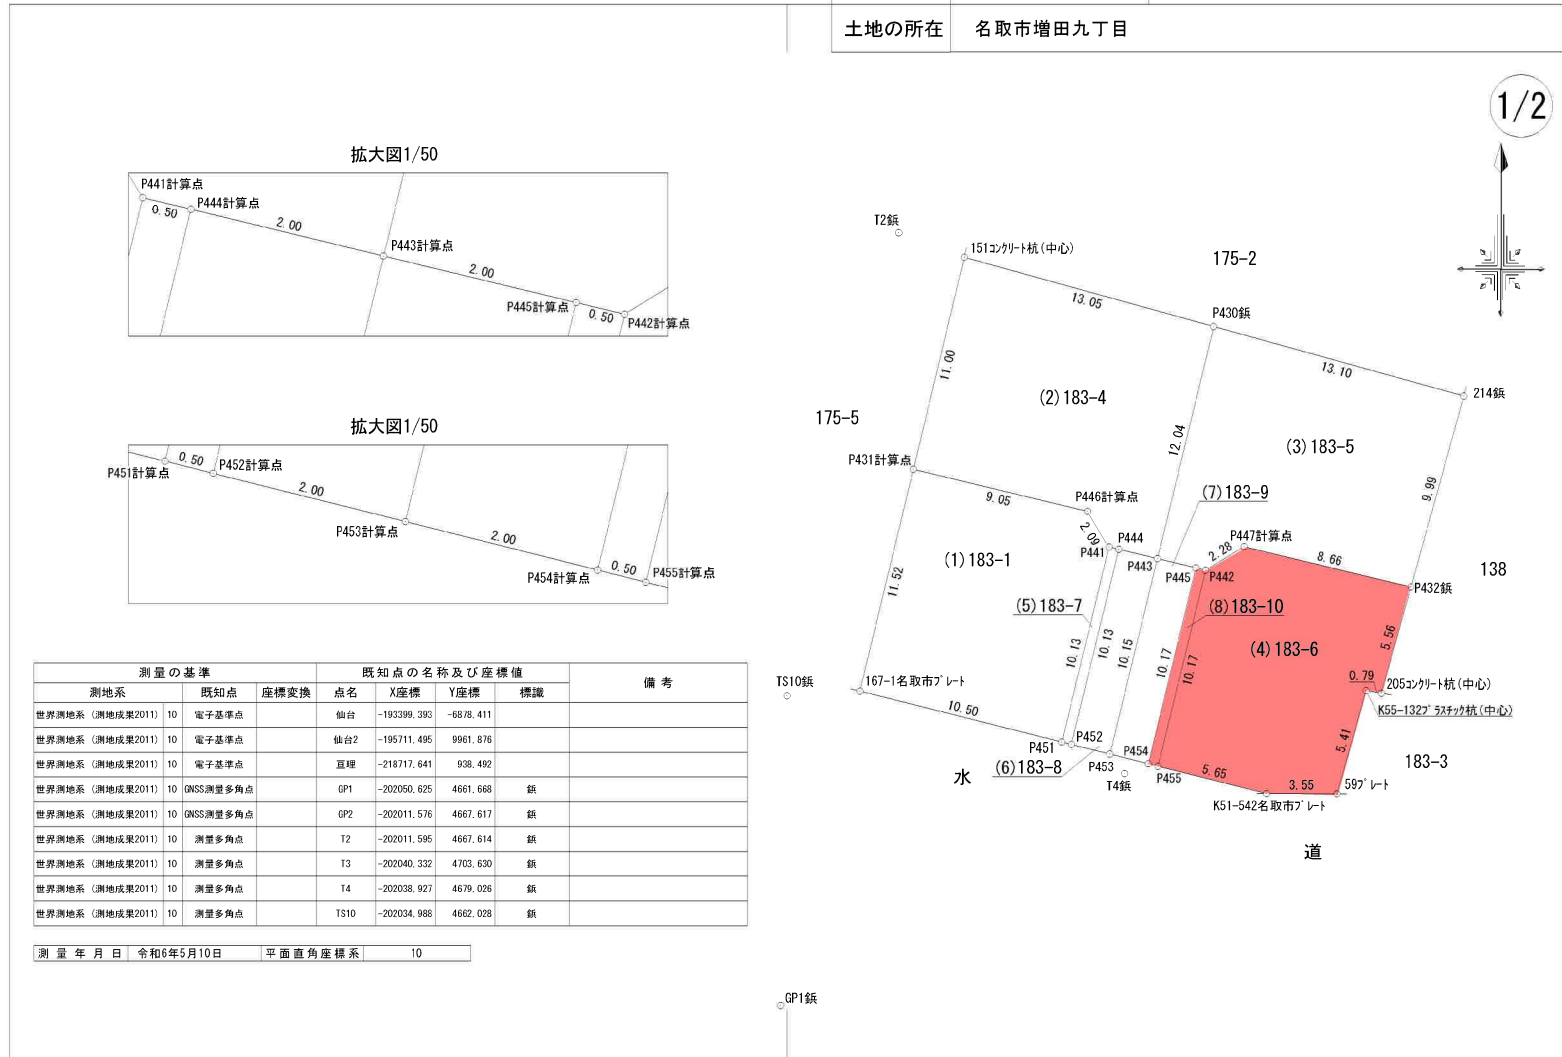 土地の所在 名取市増田九丁目
1/2
拡大図1/50
P441計算点
0.50
P444計算点
2.00
P443計算点
2.00
P445計算点
0.50
P442計算点
拡大図1/50
P451計算点
0.50
P452計算点
2.00
P453計算点
2.00
P454計算点
0.50
P455計算点
測量の基準 既知点の名称及び座標値 備考
測地系 既知点 座標変換 点名 X座標 Y座標 標識
世界測地系（測地成果2011） 10 電子基準点 仙台 -193399.393 -6878.411
世界測地系（測地成果2011） 10 電子基準点 仙台2 -195711.495 9961.876
世界測地系（測地成果2011） 10 電子基準点 亘理 -218717.641 938.492
世界測地系（測地成果2011） 10 GNSS測量多角点 GP1 -202050.625 4661.668 鋲
世界測地系（測地成果2011） 10 GNSS測量多角点 GP2 -202011.576 4667.617 鋲
世界測地系（測地成果2011） 10 測量多角点 T2 -202011.595 4667.614 鋲
世界測地系（測地成果2011） 10 測量多角点 T3 -202040.332 4703.630 鋲
世界測地系（測地成果2011） 10 測量多角点 T4 -202038.927 4679.026 鋲
世界測地系（測地成果2011） 10 測量多角点 TS10 -202034.988 4662.028 鋲
測量年月日 令和6年5月10日 平面直角座標系 10
T2鋲
151コンクリート杭(中心)
175-2
13.05
P430鋲
13.10
214鋲
11.00
(2)183-4
175-5
12.04
(3)183-5
P431計算点
9.99
(7)183-9
9.05
P446計算点
2.09
P444
P447計算点
P441
2.28
8.66
(1)183-1
P443
P445
P442
138
P432鋲
11.52
(5)183-7
(8)183-10
5.56
10.13
10.13
10.15
10.17
10.17
(4)183-6
0.79
205コンクリート杭(中心)
TS10鋲
167-1名取市プレート
K55-132プラスチック杭(中心)
10.50
5.41
P451
P452
P453
P454
P455
183-3
水
(6)183-8
T4鋲
5.65
3.55
59プレート
K51-542名取市プレート
道
GP1鋲